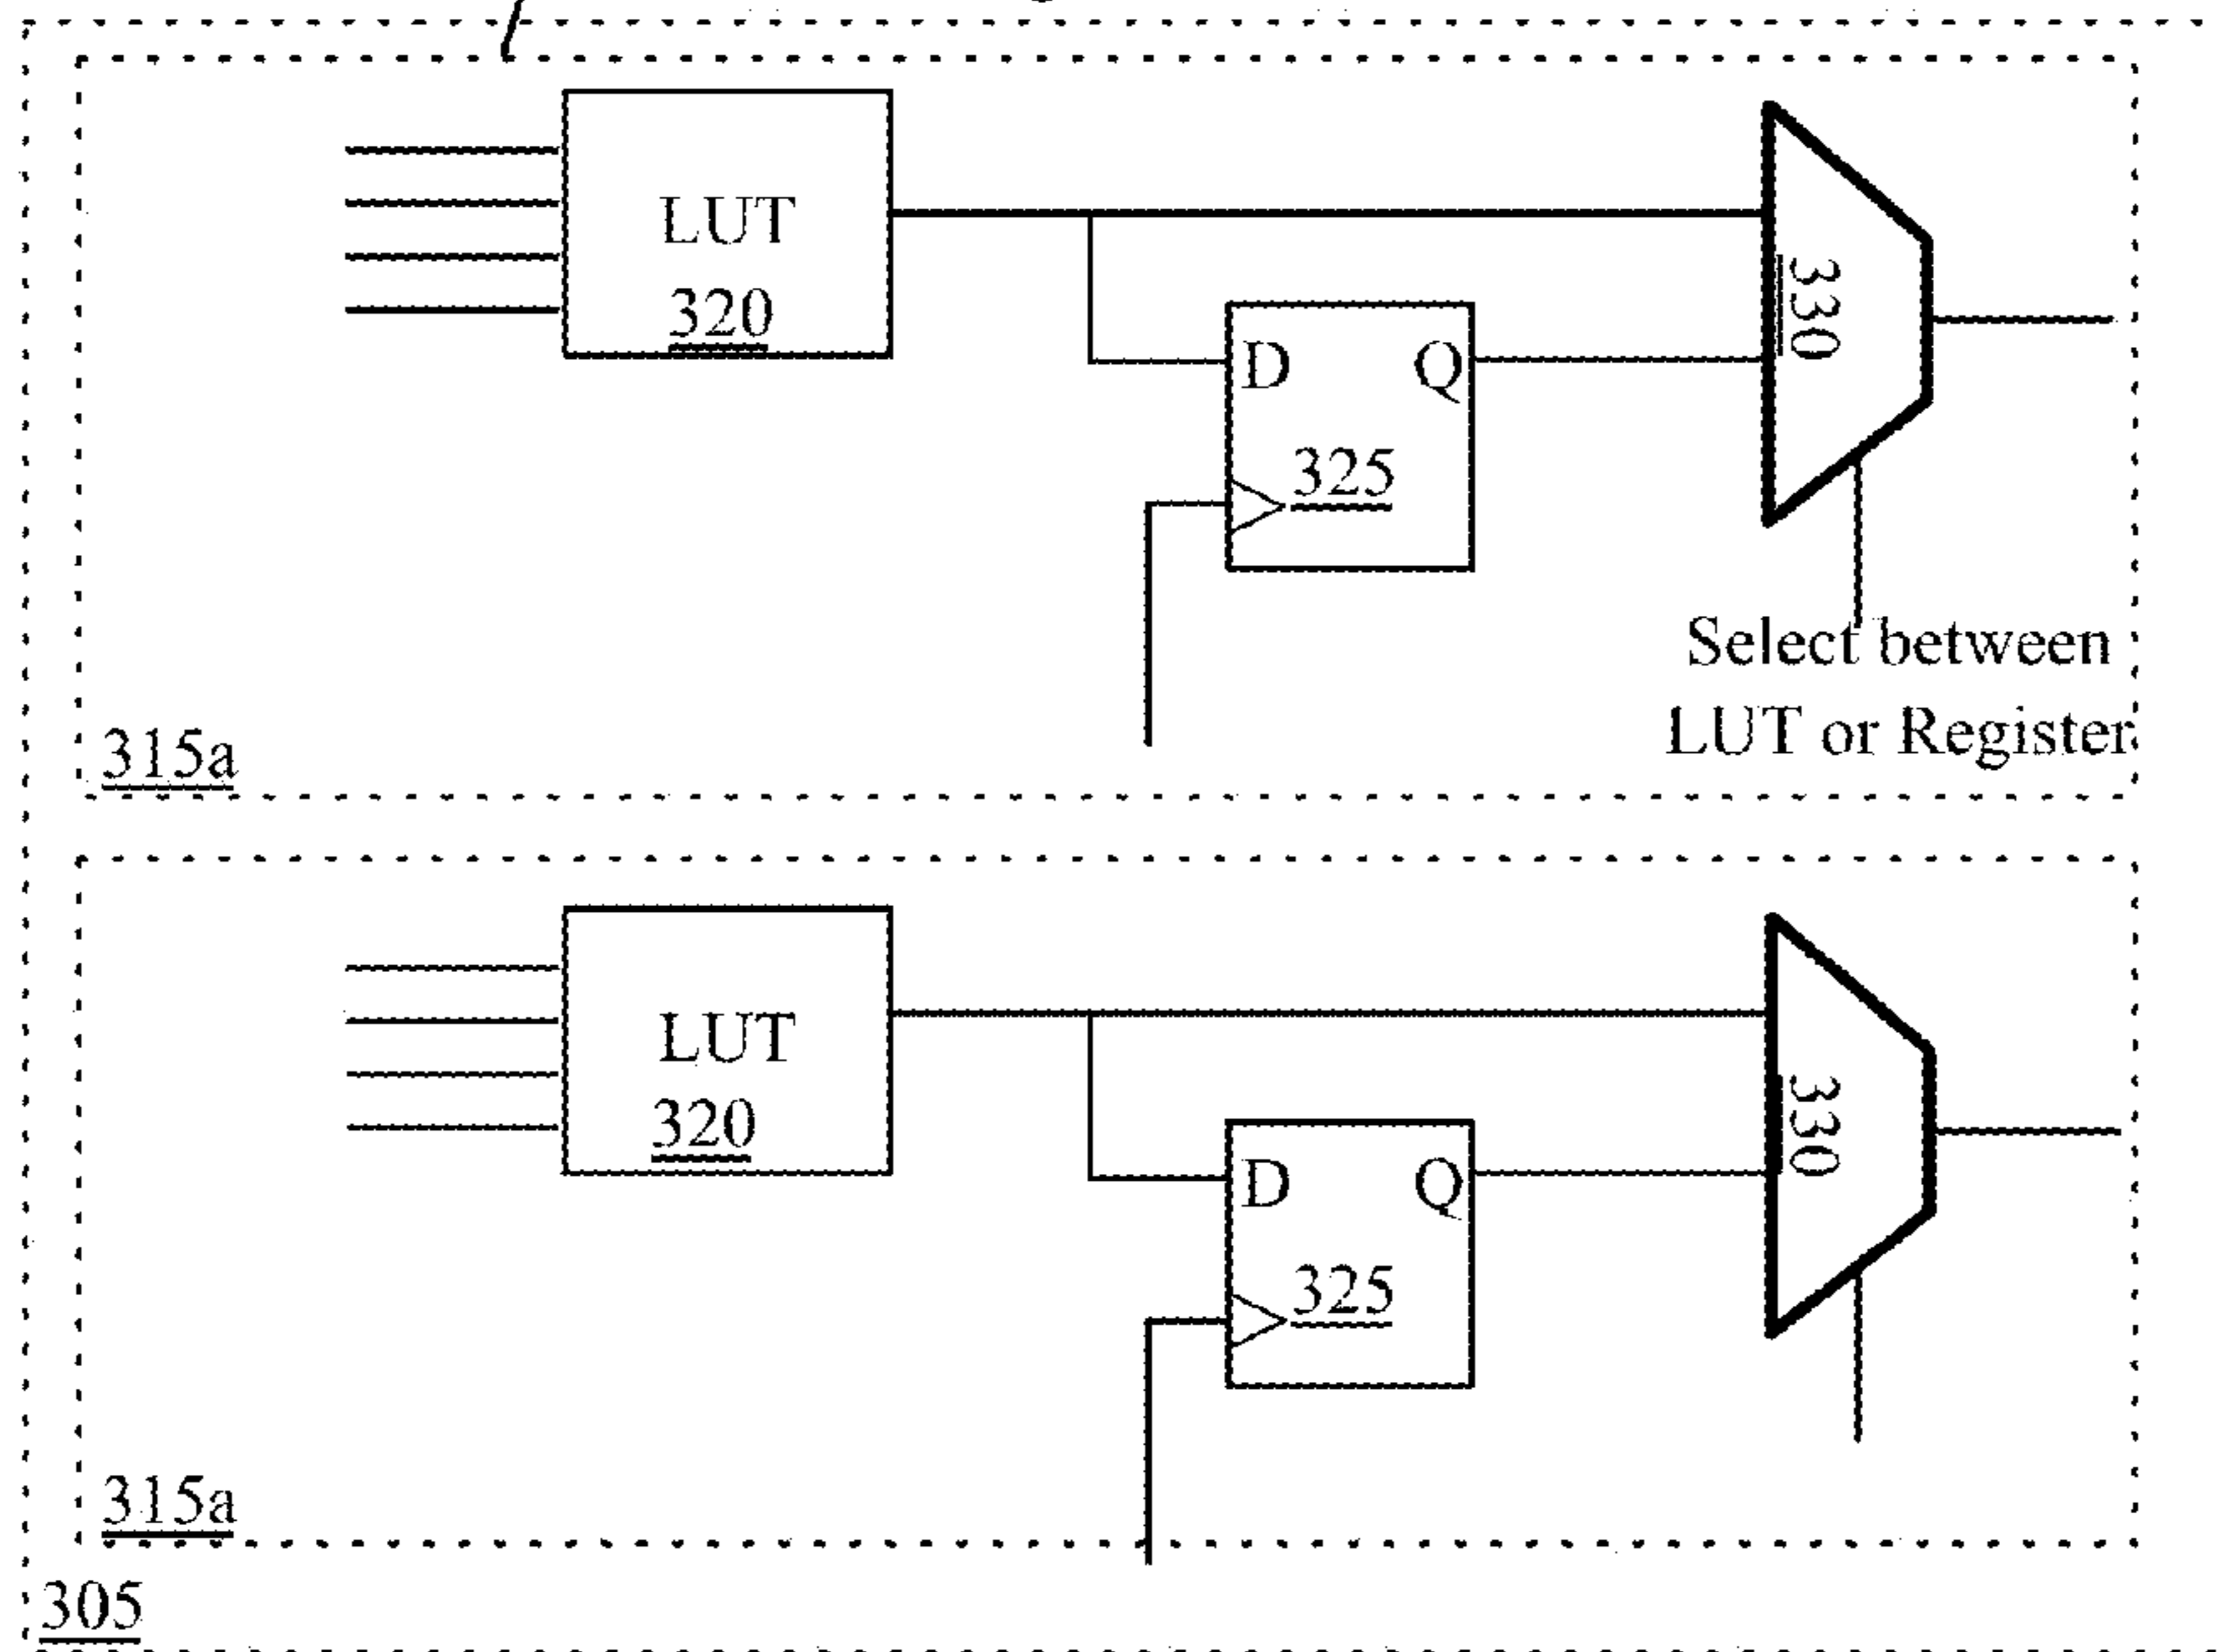 LUT
320
330
D Q
325
Select between
LUT or Register
315a
LUT
320
330
D Q
325
315a
305